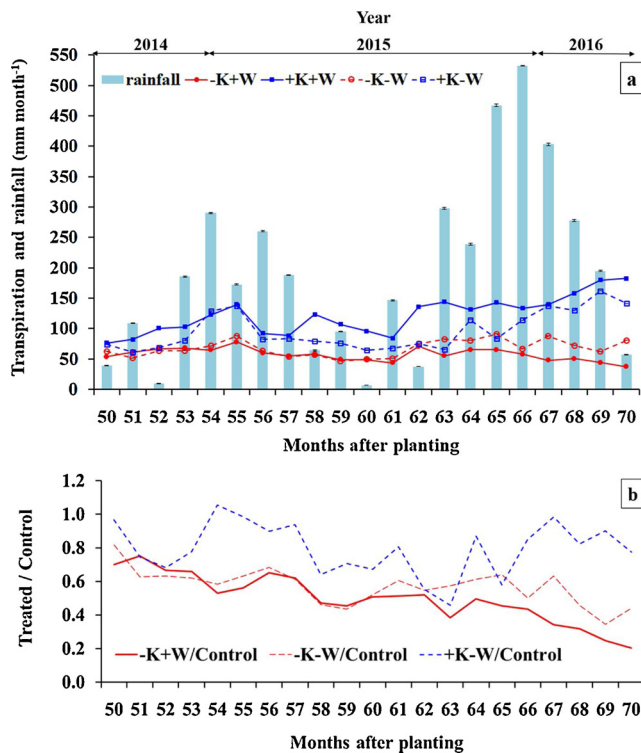 Year
2014 2015 2016
a
rainfall -K+W +K+W -K-W +K-W
Transpiration and rainfall (mm month-1)
550
500
450
400
350
300
250
200
150
100
50
0
50 51 52 53 54 55 56 57 58 59 60 61 62 63 64 65 66 67 68 69 70
Months after planting
b
Treated / Control
1.2
1.0
0.8
0.6
0.4
0.2
0.0
-K+W/Control -K-W/Control +K-W/Control
50 51 52 53 54 55 56 57 58 59 60 61 62 63 64 65 66 67 68 69 70
Months after planting